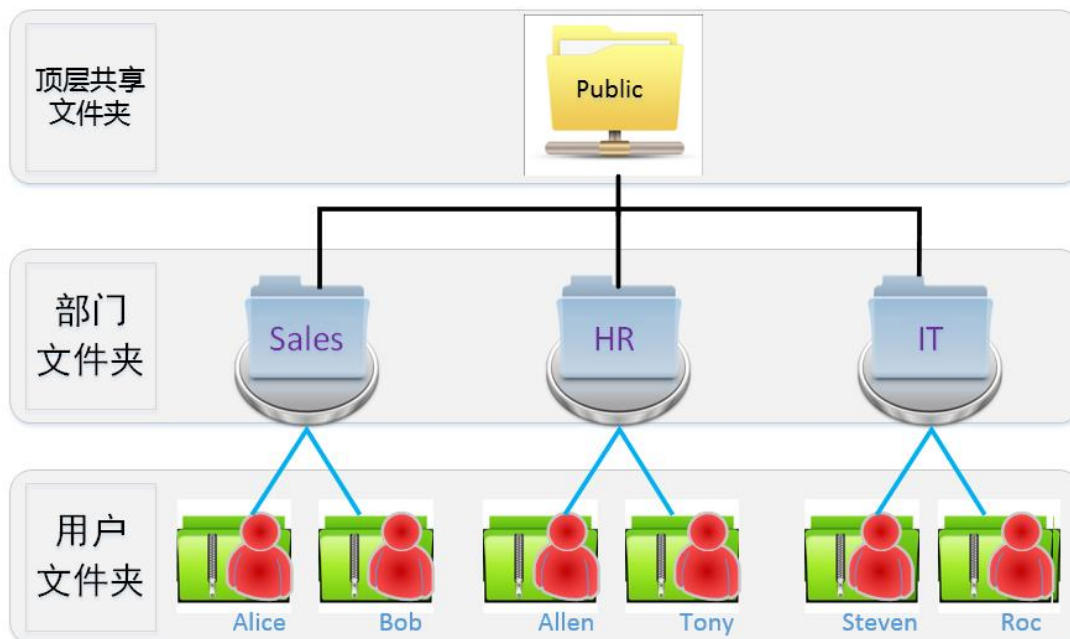 顶层共享
文件夹
Public
部门
文件夹
Sales
HR
IT
用户
文件夹
Alice
Bob
Allen
Tony
Steven
Roc